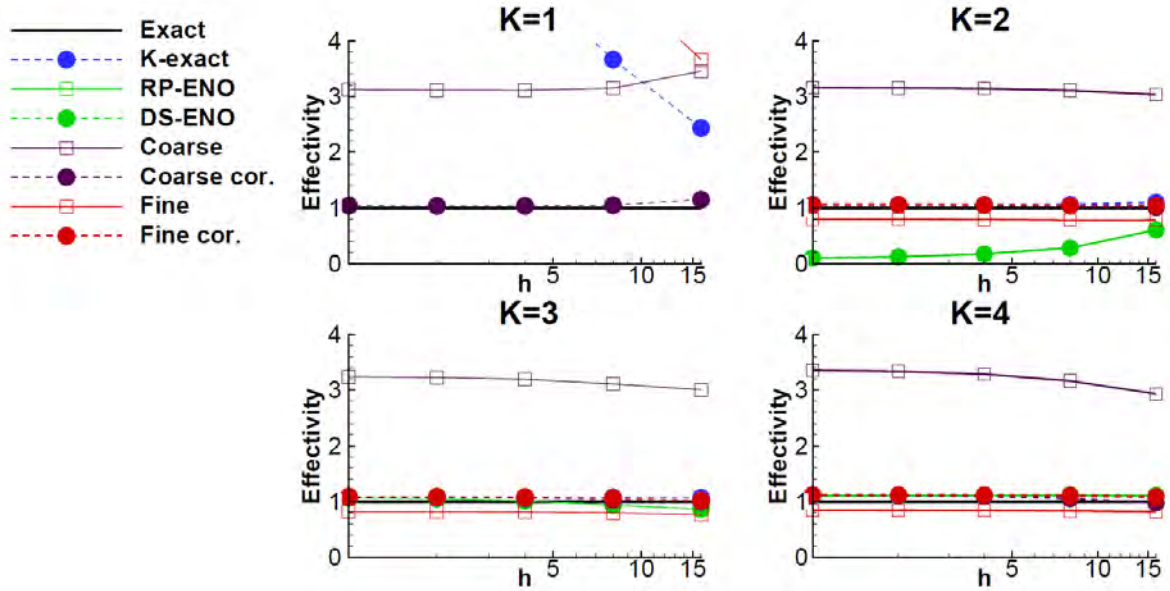 Exact
K-exact
RP-ENO
DS-ENO
Coarse
Coarse cor.
Fine
Fine cor.
K=1
Effectivity
4
3
2
1
0
5
10
15
h
K=2
Effectivity
4
3
2
1
0
5
10
15
h
K=3
Effectivity
4
3
2
1
0
5
10
15
h
K=4
Effectivity
4
3
2
1
0
5
10
15
h